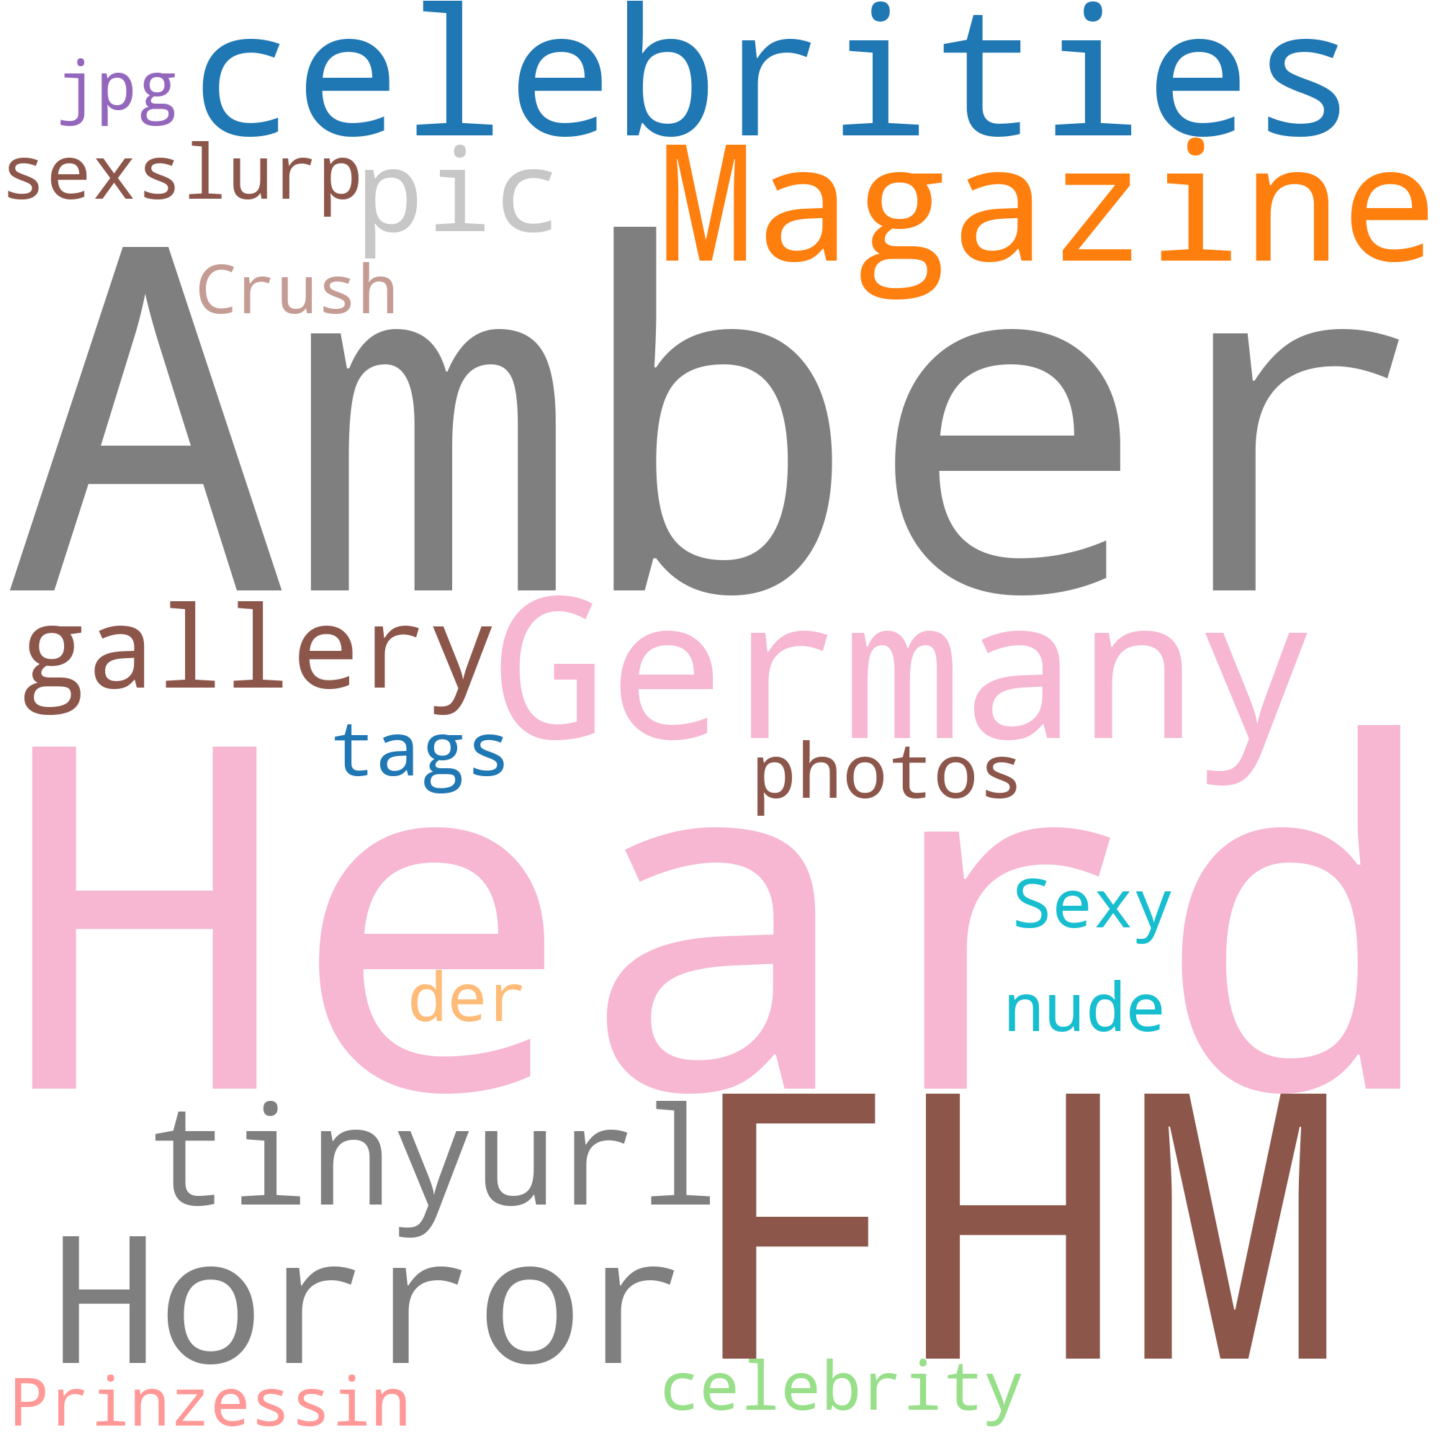 celebrities
jpg
sexslurp
pic
Magazine
Crush
Amber
gallery
Germany
tags
photos
Heard
Sexy
der
nude
tinyurl
FHM
Horror
Prinzessin
celebrity